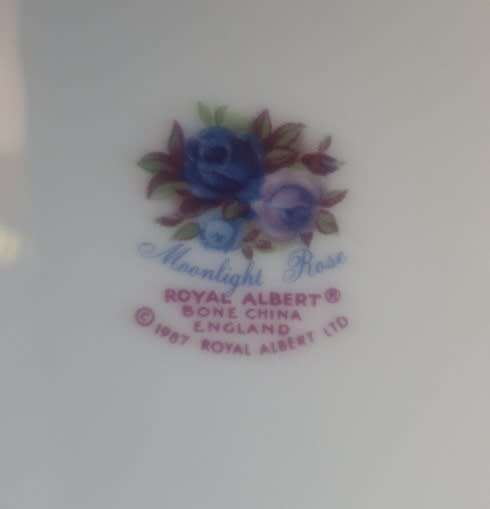 Moonlight Rose
ROYAL ALBERT®
BONE CHINA
ENGLAND
© 1987 ROYAL ALBERT LTD